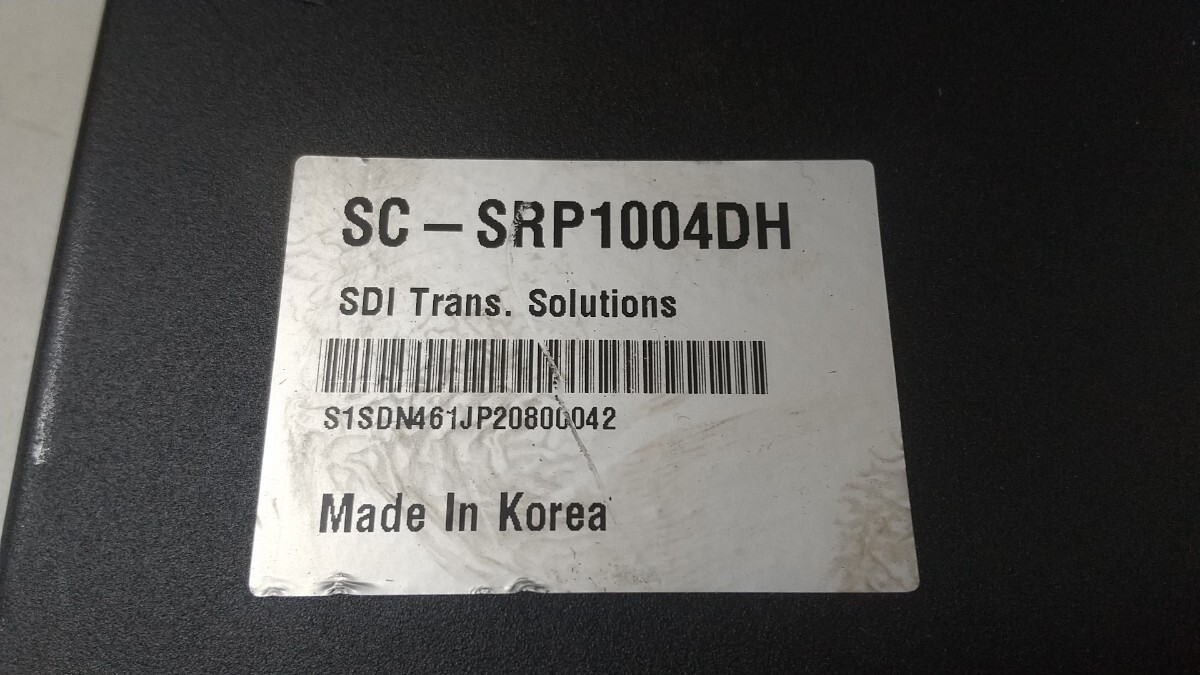 SC-SRP1004DH
SDI Trans. Solutions
S1SDN461JP20800042
Made In Korea